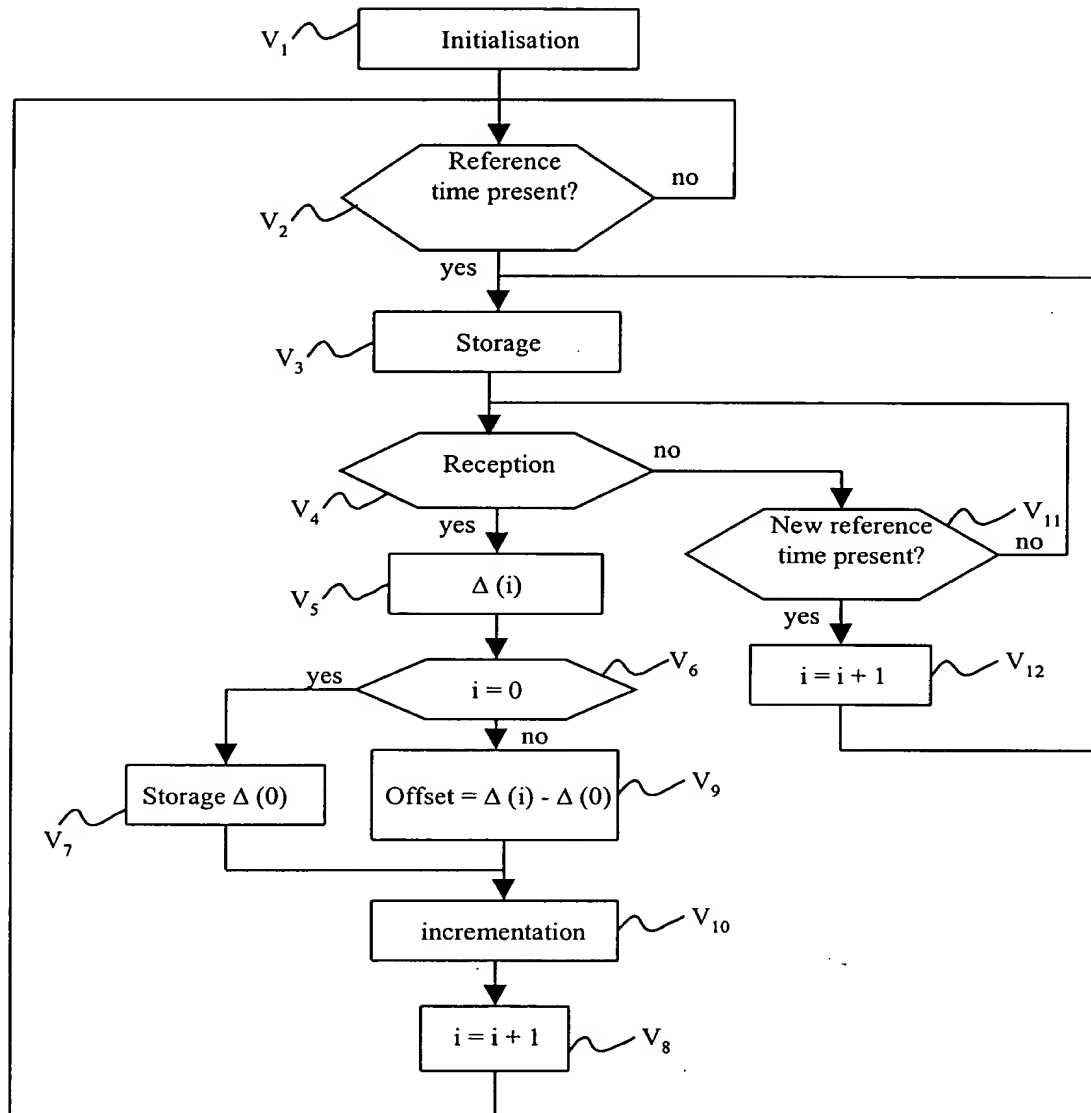 Initialisation
V₁
Reference
time present?
no
V₂
yes
Storage
V₃
Reception
no
V₄
yes
New reference
time present?
V₁₁
no
Δ (i)
V₅
yes
i = i + 1
V₁₂
i = 0
V₆
yes
no
Storage Δ (0)
V₇
Offset = Δ (i) - Δ (0)
V₉
incrementation
V₁₀
i = i + 1
V₈